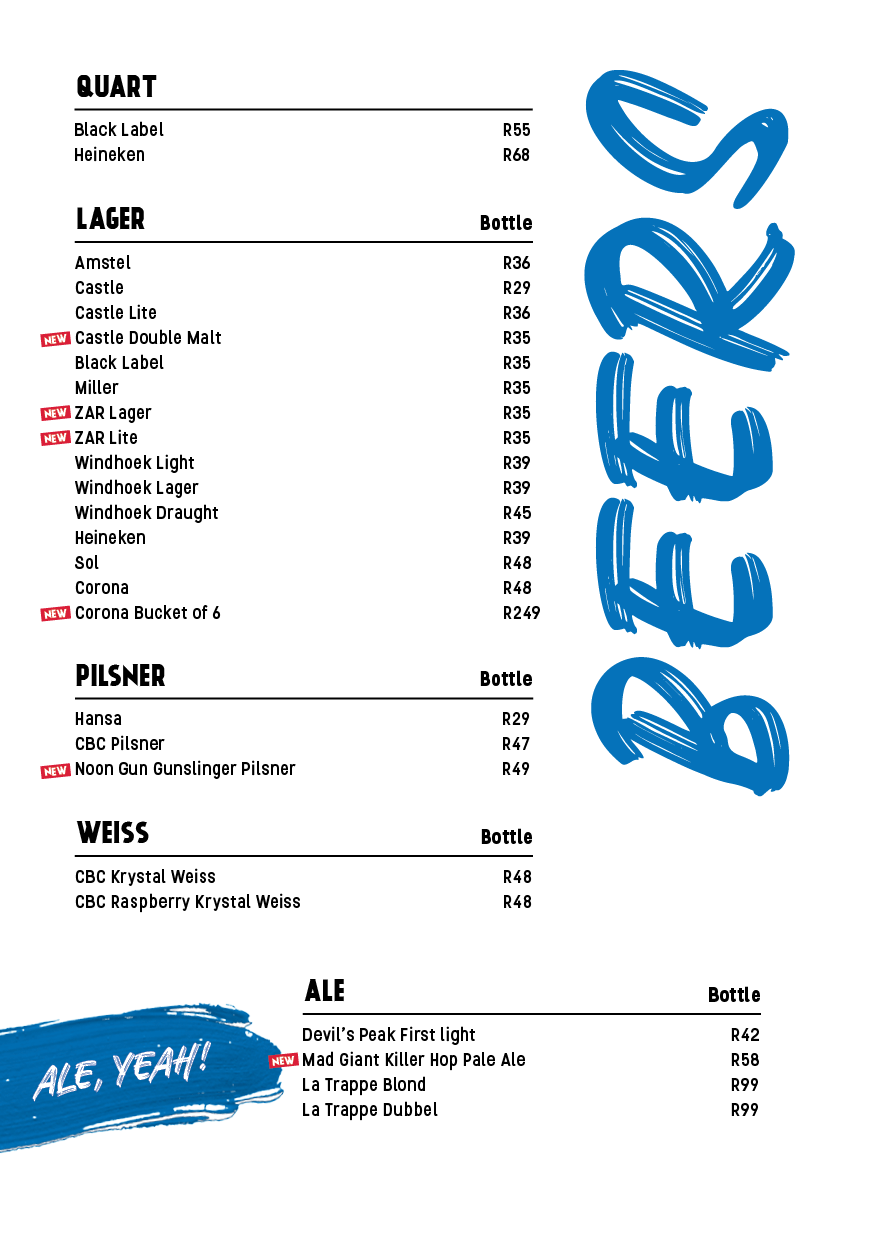 BEERS
QUART
Black Label R55
Heineken R68
LAGER Bottle
Amstel R36
Castle R29
Castle Lite R36
NEW Castle Double Malt R35
Black Label R35
Miller R35
NEW ZAR Lager R35
NEW ZAR Lite R35
Windhoek Light R39
Windhoek Lager R39
Windhoek Draught R45
Heineken R39
Sol R48
Corona R48
NEW Corona Bucket of 6 R249
PILSNER Bottle
Hansa R29
CBC Pilsner R47
NEW Noon Gun Gunslinger Pilsner R49
WEISS Bottle
CBC Krystal Weiss R48
CBC Raspberry Krystal Weiss R48
ALE Bottle
Devil's Peak First light R42
NEW Mad Giant Killer Hop Pale Ale R58
La Trappe Blond R99
La Trappe Dubbel R99
ALE, YEAH!